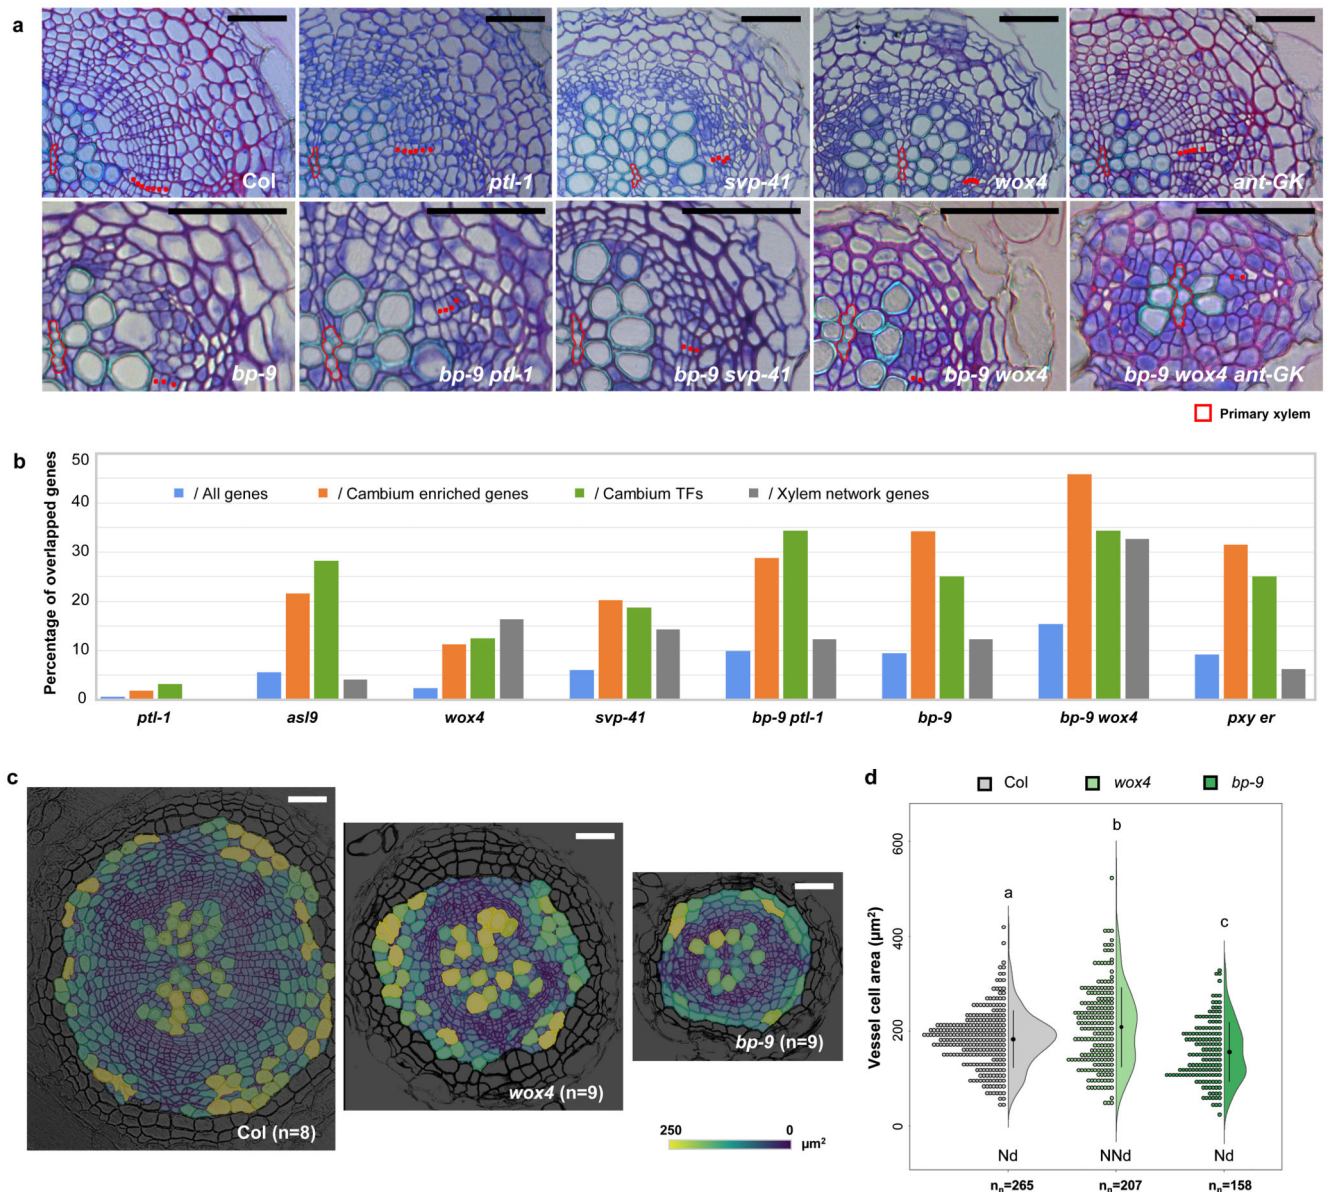 a
Col
ptl-1
svp-41
wox4
ant-GK
bp-9
bp-9 ptl-1
bp-9 svp-41
bp-9 wox4
bp-9 wox4 ant-GK
Primary xylem
b
Percentage of overlapped genes
50
40
30
20
10
0
/ All genes
/ Cambium enriched genes
/ Cambium TFs
/ Xylem network genes
ptl-1
asl9
wox4
svp-41
bp-9 ptl-1
bp-9
bp-9 wox4
pxy er
c
Col (n=8)
wox4 (n=9)
bp-9 (n=9)
250
0
µm²
d
Col
wox4
bp-9
Vessel cell area (µm²)
600
400
200
0
a
b
c
Nd
NNd
Nd
nₙ=265
nₙ=207
nₙ=158